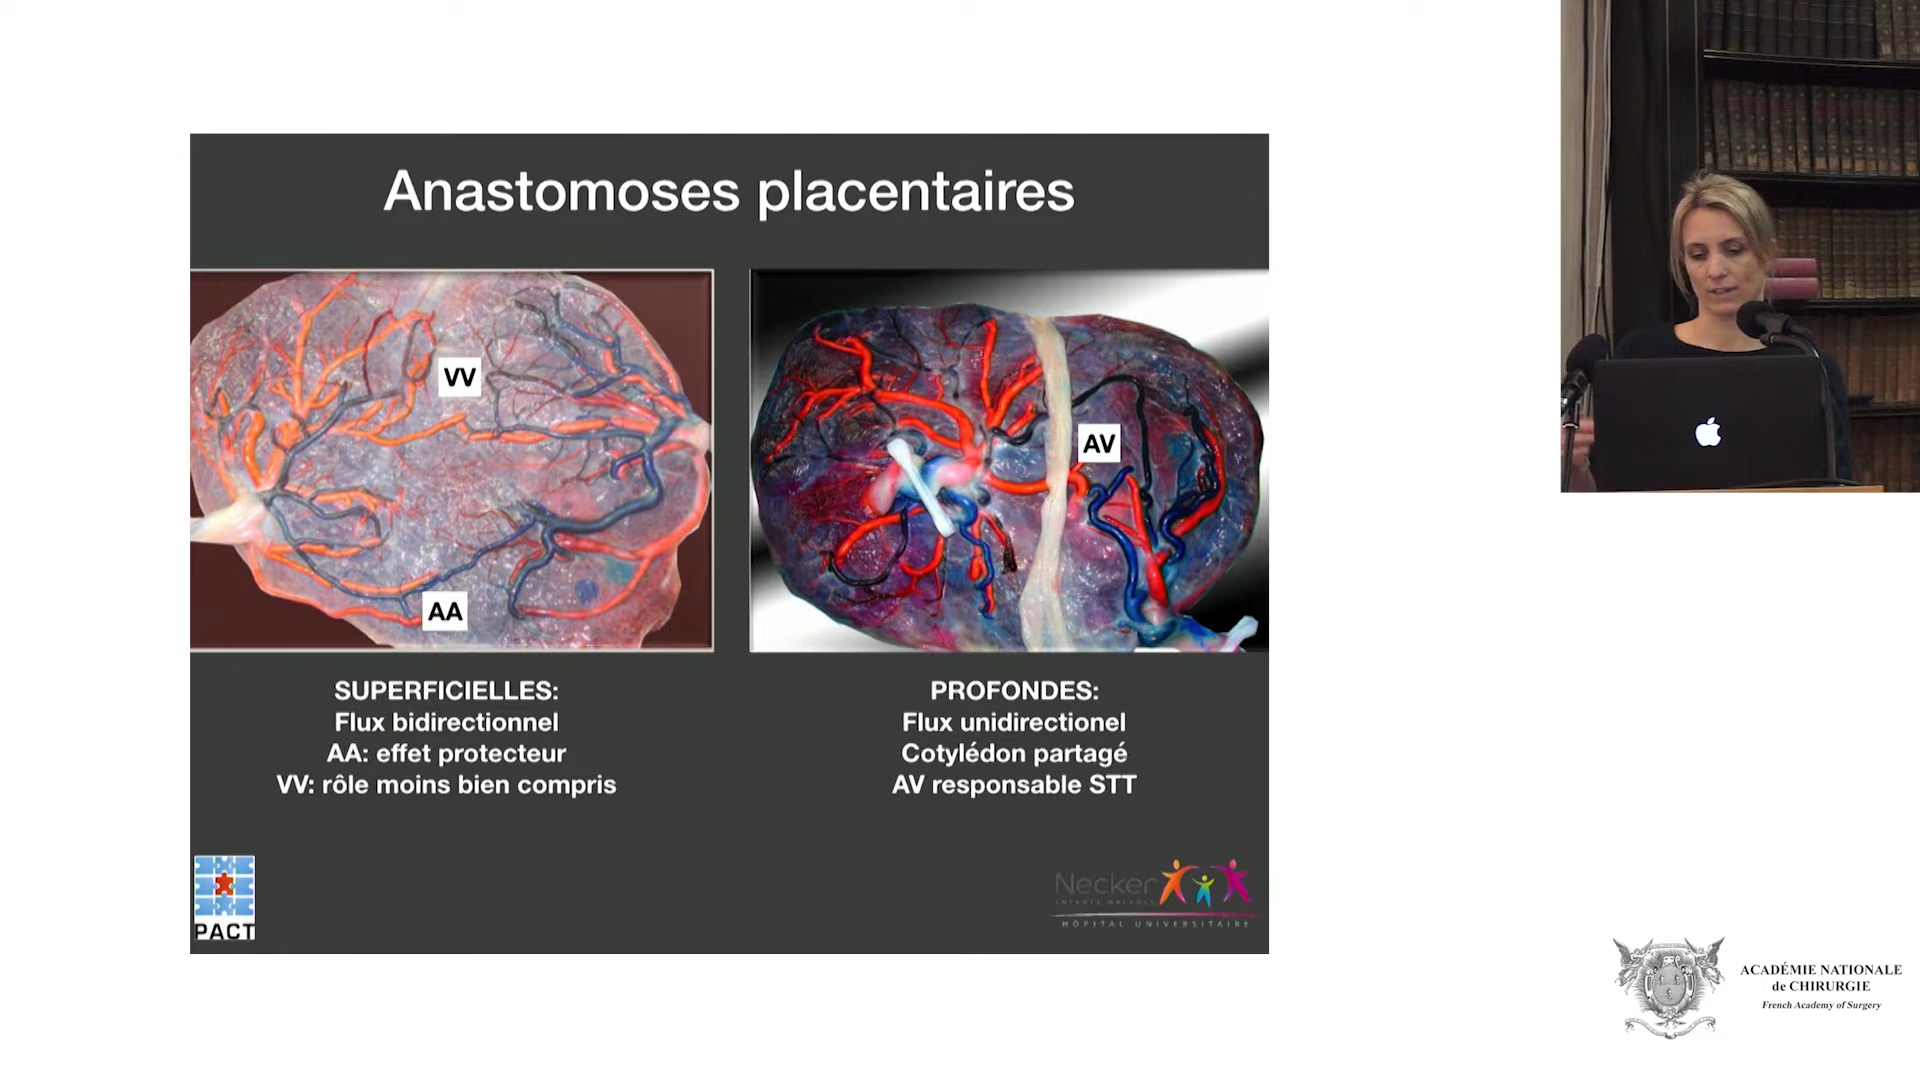 Anastomoses placentaires
VV
AA
AV
SUPERFICIELLES:
Flux bidirectionnel
AA: effet protecteur
VV: rôle moins bien compris
PROFONDES:
Flux unidirectionel
Cotylédon partagé
AV responsable STT
PACT
Necker
ENFANTS MALADES
HÔPITAL UNIVERSITAIRE
ACADÉMIE NATIONALE
de CHIRURGIE
French Academy of Surgery